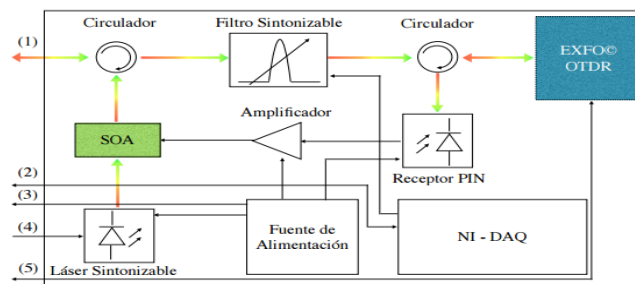 Circulador
Filtro Sintonizable
Circulador
(1)
EXFO©
OTDR
Amplificador
SOA
Receptor PIN
(2)
(3)
(4)
(5)
Fuente de
Alimentación
NI - DAQ
Láser Sintonizable